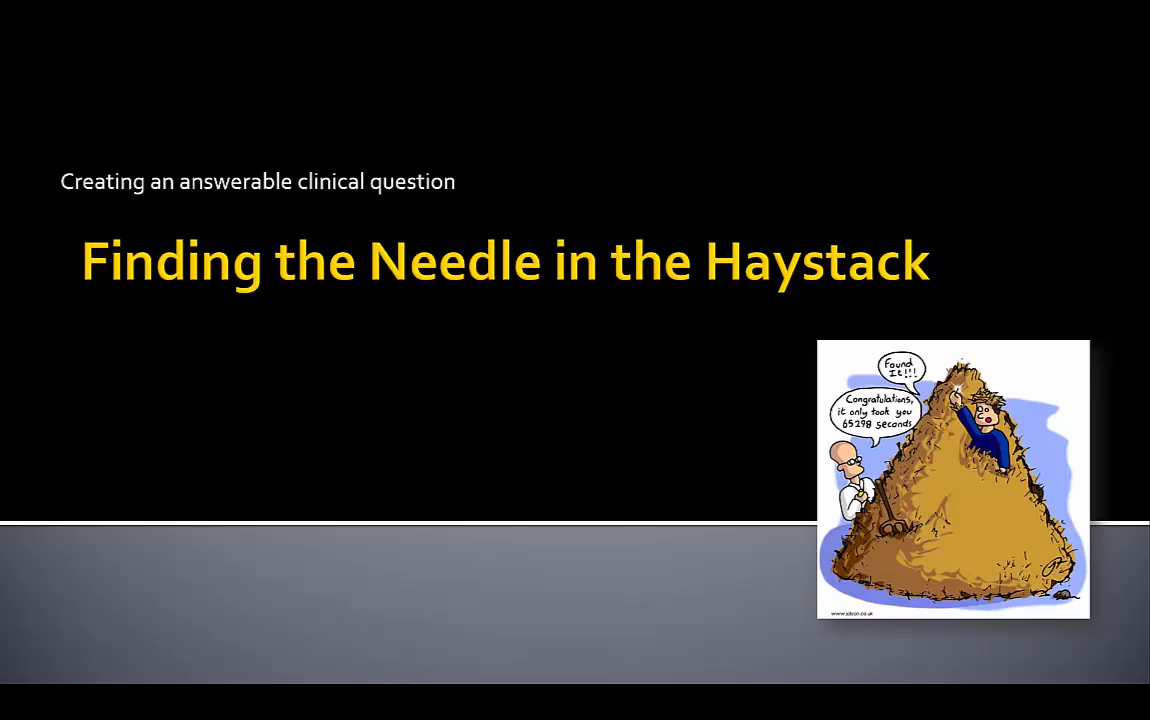 Creating an answerable clinical question
Finding the Needle in the Haystack
Found
It!!!
Congratulations,
it only took you
65298 seconds
www.jolyon.co.uk